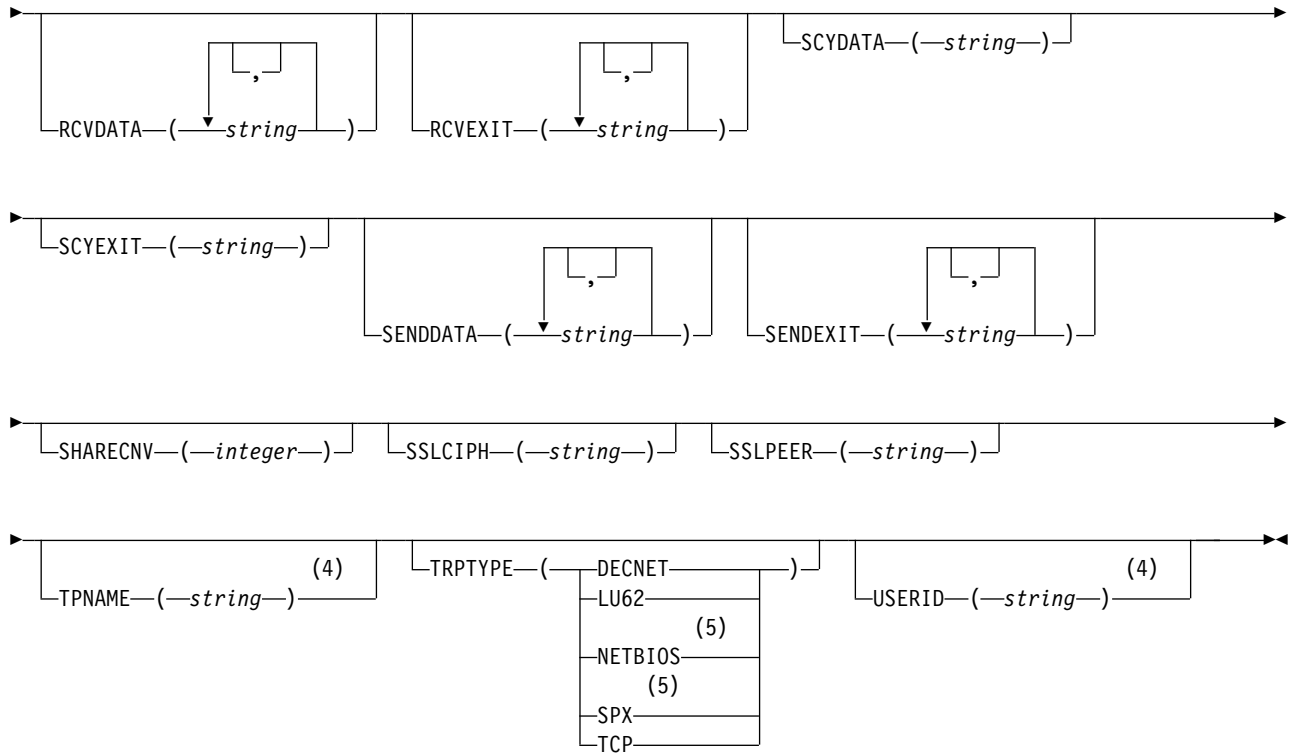 SCYDATA ( string )
, ,
RCVDATA ( string ) RCVEXIT ( string )
SCYEXIT ( string )
, ,
SENDDATA ( string ) SENDEXIT ( string )
SHARECNV ( integer ) SSLCIPH ( string ) SSLPEER ( string )
(4) TRPTYPE ( DECNET ) (4)
TPNAME ( string ) LU62 USERID ( string )
(5)
NETBIOS
(5)
SPX
TCP